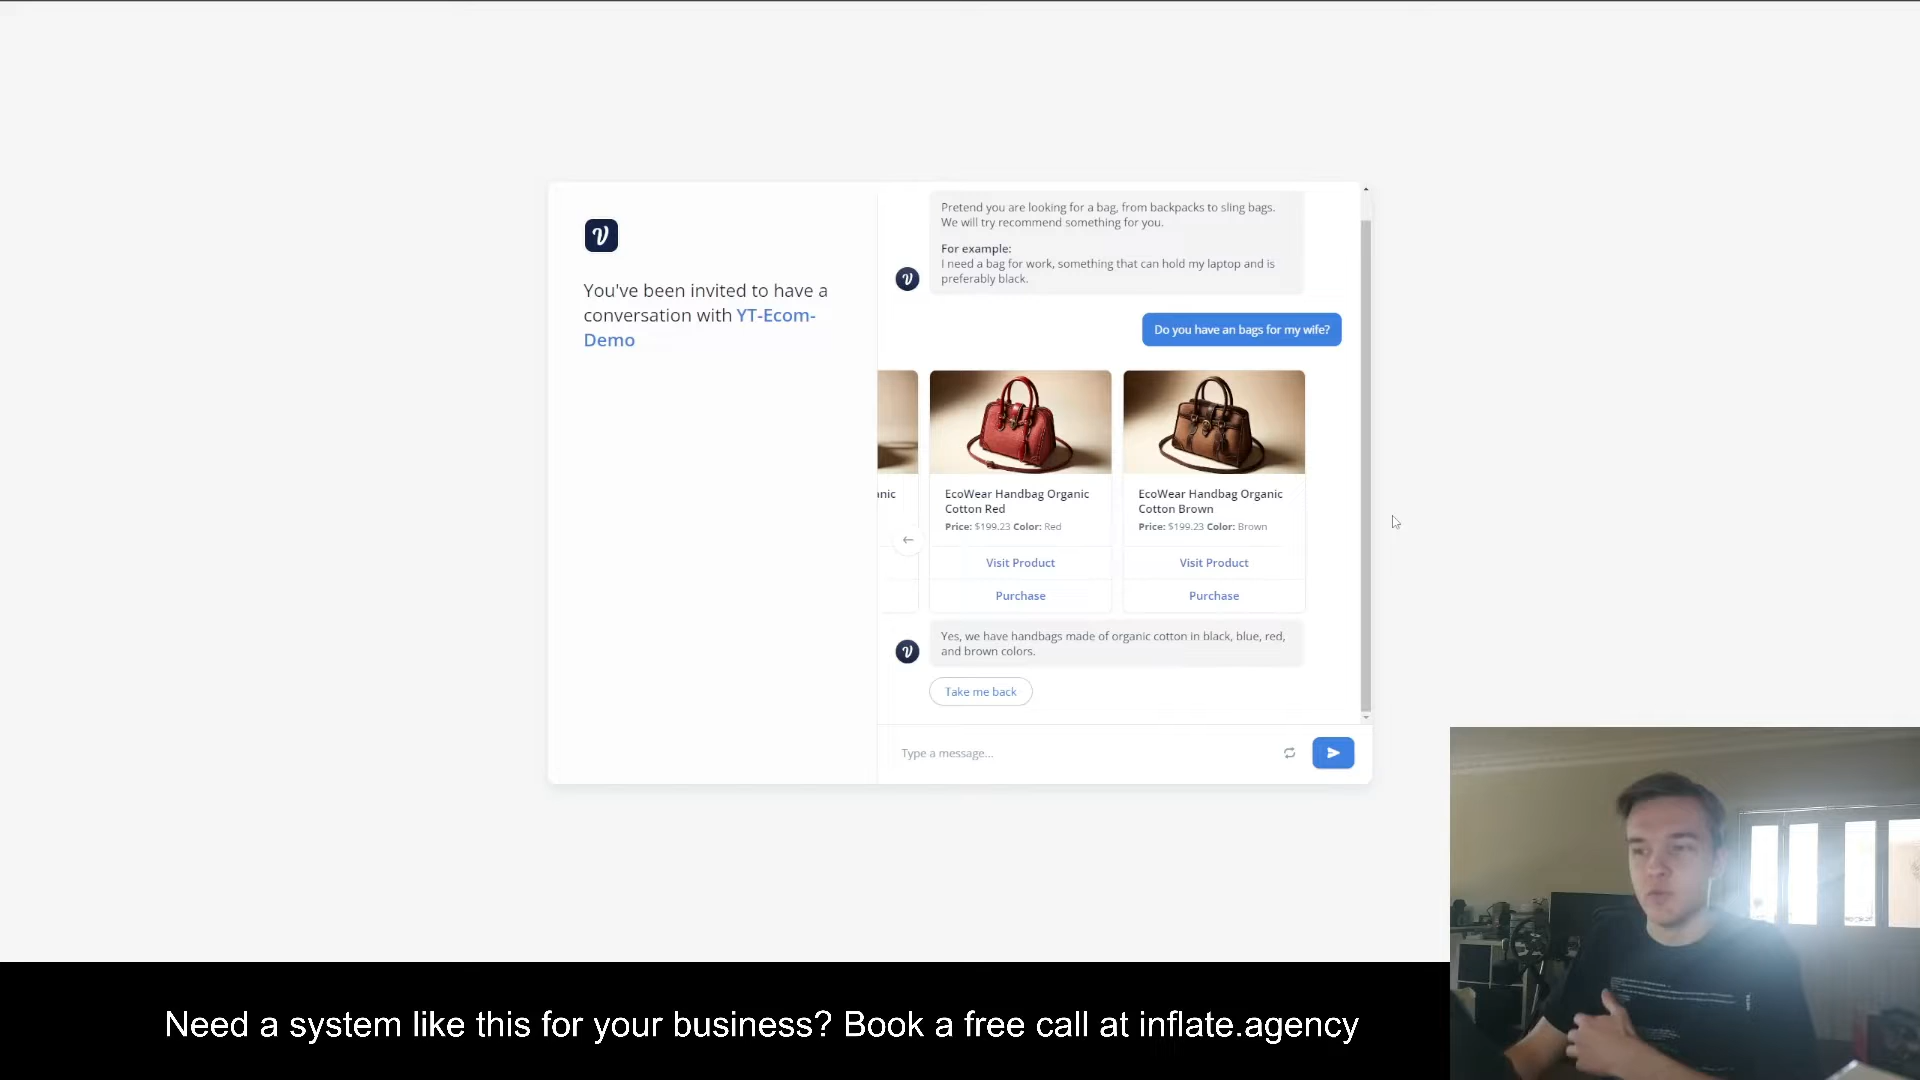 You've been invited to have a
conversation with YT-Ecom-
Demo
Pretend you are looking for a bag, from backpacks to sling bags.
We will try recommend something for you.
For example:
I need a bag for work, something that can hold my laptop and is
preferably black.
Do you have an bags for my wife?
anic
EcoWear Handbag Organic
Cotton Red
Price: $199.23 Color: Red
Visit Product
Purchase
EcoWear Handbag Organic
Cotton Brown
Price: $199.23 Color: Brown
Visit Product
Purchase
Yes, we have handbags made of organic cotton in black, blue, red,
and brown colors.
Take me back
Type a message...
Need a system like this for your business? Book a free call at inflate.agency